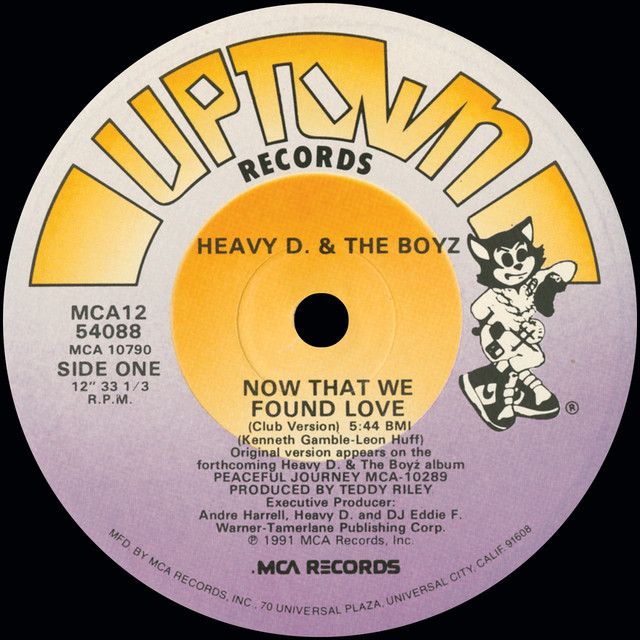 UPTOWN
RECORDS
HEAVY D. & THE BOYZ
MCA12
54088
MCA 10790
SIDE ONE
12" 33 1/3
R.P.M.
®
NOW THAT WE
FOUND LOVE
(Club Version) 5:44 BMI
(Kenneth Gamble-Leon Huff)
Original version appears on the
forthcoming Heavy D. & The Boyz album
PEACEFUL JOURNEY MCA-10289
PRODUCED BY TEDDY RILEY
Executive Producer:
Andre Harrell, Heavy D. and DJ Eddie F.
Warner-Tamerlane Publishing Corp.
℗ 1991 MCA Records, Inc.
.MCA RECORDS
MFD. BY MCA RECORDS, INC., 70 UNIVERSAL PLAZA, UNIVERSAL CITY, CALIF. 91608